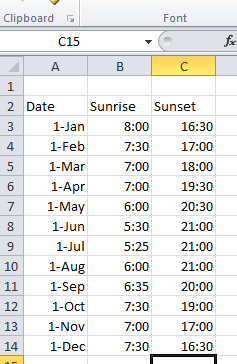 Clipboard Font
C15 fx
A B C
1
2 Date Sunrise Sunset
3 1-Jan 8:00 16:30
4 1-Feb 7:30 17:00
5 1-Mar 7:00 18:00
6 1-Apr 7:00 19:30
7 1-May 6:00 20:30
8 1-Jun 5:30 21:00
9 1-Jul 5:25 21:00
10 1-Aug 6:00 21:00
11 1-Sep 6:35 20:00
12 1-Oct 7:30 19:00
13 1-Nov 7:00 17:00
14 1-Dec 7:30 16:30